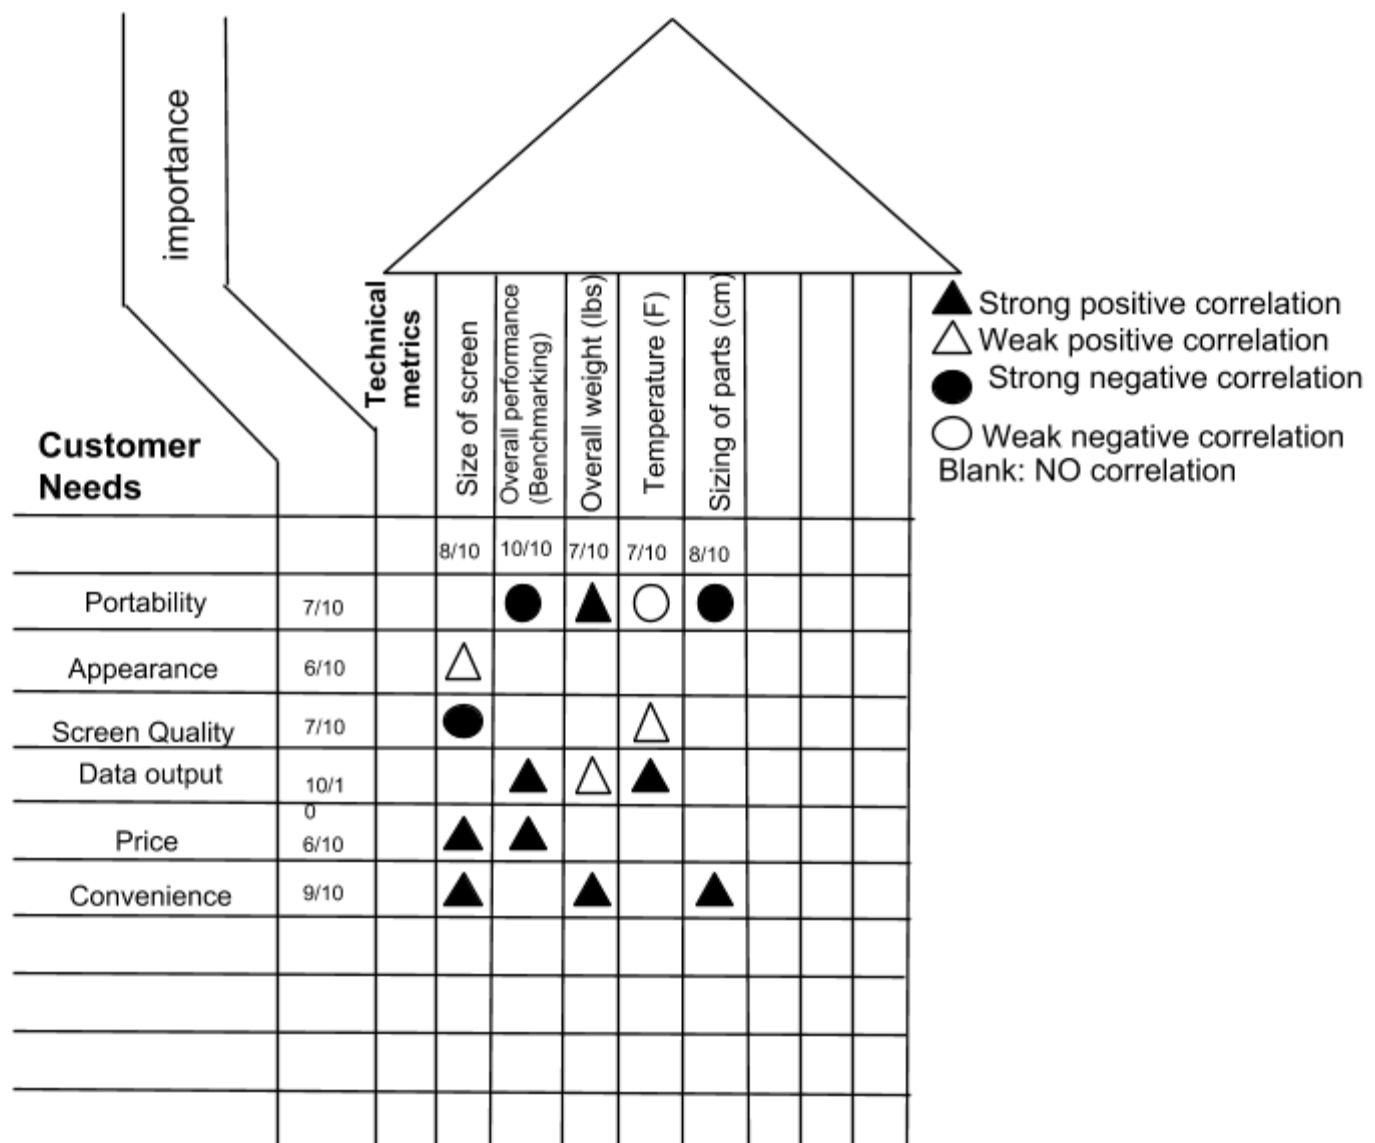 importance
Technical
metrics
Size of screen
Overall performance
(Benchmarking)
Overall weight (lbs)
Temperature (F)
Sizing of parts (cm)
Strong positive correlation
Weak positive correlation
Strong negative correlation
Weak negative correlation
Blank: NO correlation
Customer
Needs
8/10 10/10 7/10 7/10 8/10
Portability 7/10
Appearance 6/10
Screen Quality 7/10
Data output 10/1
0
Price 6/10
Convenience 9/10